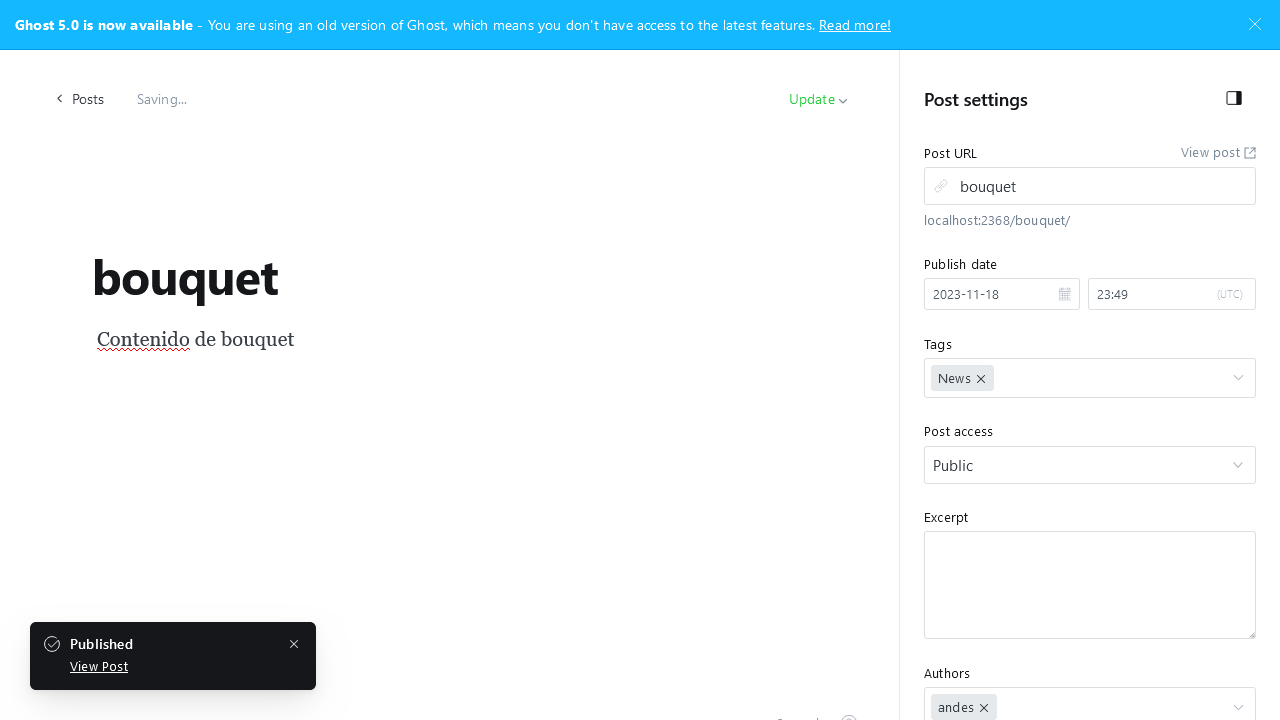 Ghost 5.0 is now available - You are using an old version of Ghost, which means you don't have access to the latest features. Read more!
Posts
Saving...
Update
Post settings
Post URL
View post
bouquet
localhost:2368/bouquet/
Publish date
2023-11-18
23:49
(UTC)
bouquet
Contenido de bouquet
Tags
News
Post access
Public
Excerpt
Published
View Post
Authors
andes